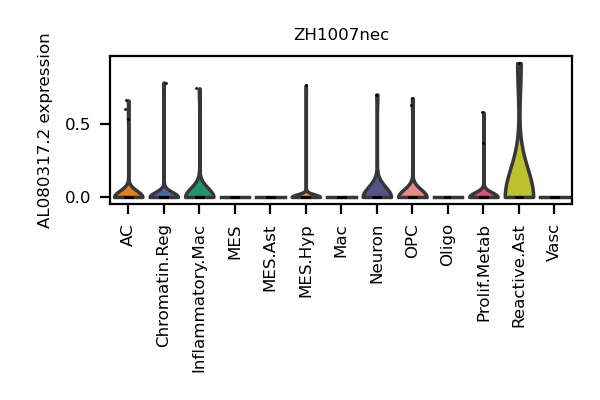 ZH1007nec
AL080317.2 expression
0.5
0.0
AC
Chromatin.Reg
Inflammatory.Mac
MES
MES.Ast
MES.Hyp
Mac
Neuron
OPC
Oligo
Prolif.Metab
Reactive.Ast
Vasc